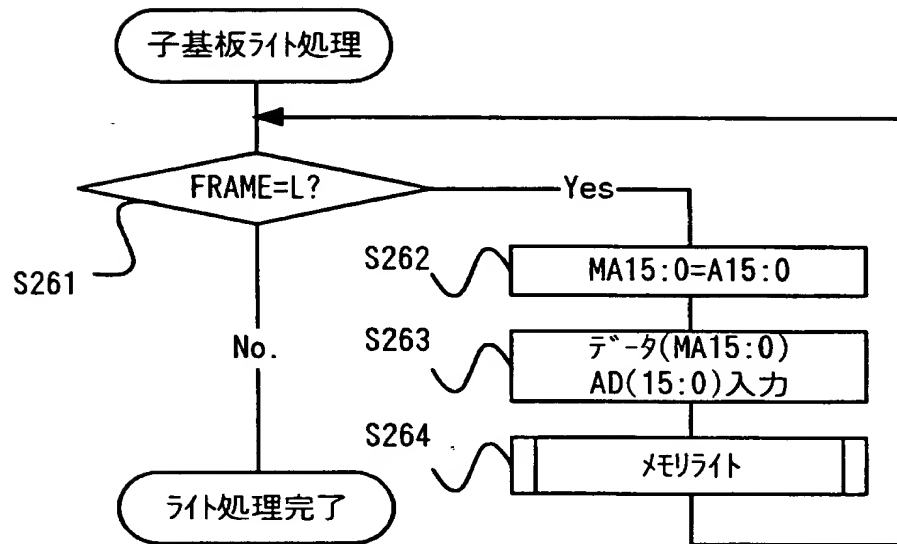 子基板ライト処理
FRAME=L?
Yes
S261
S262
MA15:0=A15:0
No.
S263
データ(MA15:0)
AD(15:0)入力
S264
メモリライト
ライト処理完了